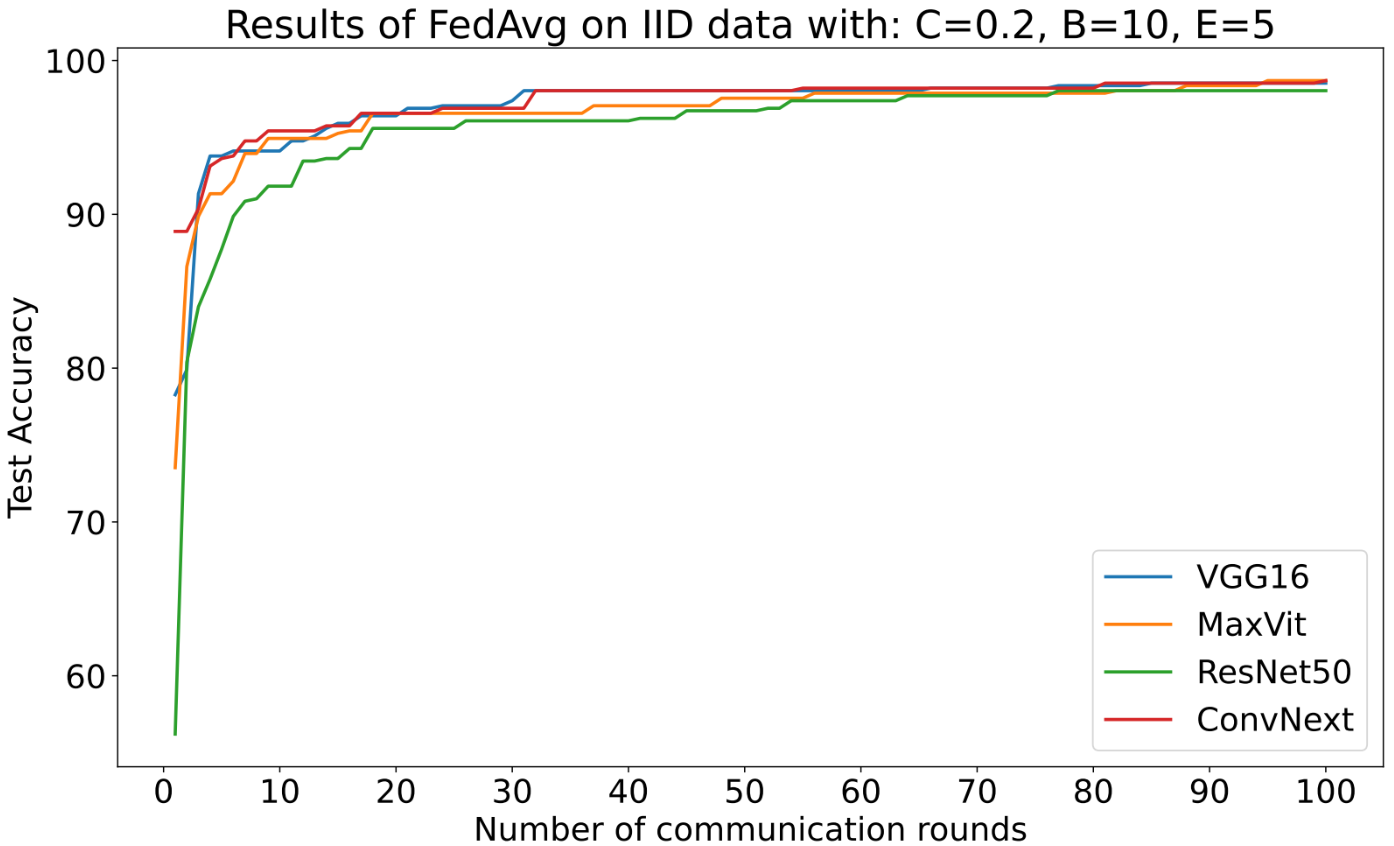 Results of FedAvg on IID data with: C=0.2, B=10, E=5
Test Accuracy
100
90
80
70
60
VGG16
MaxVit
ResNet50
ConvNext
0 10 20 30 40 50 60 70 80 90 100
Number of communication rounds